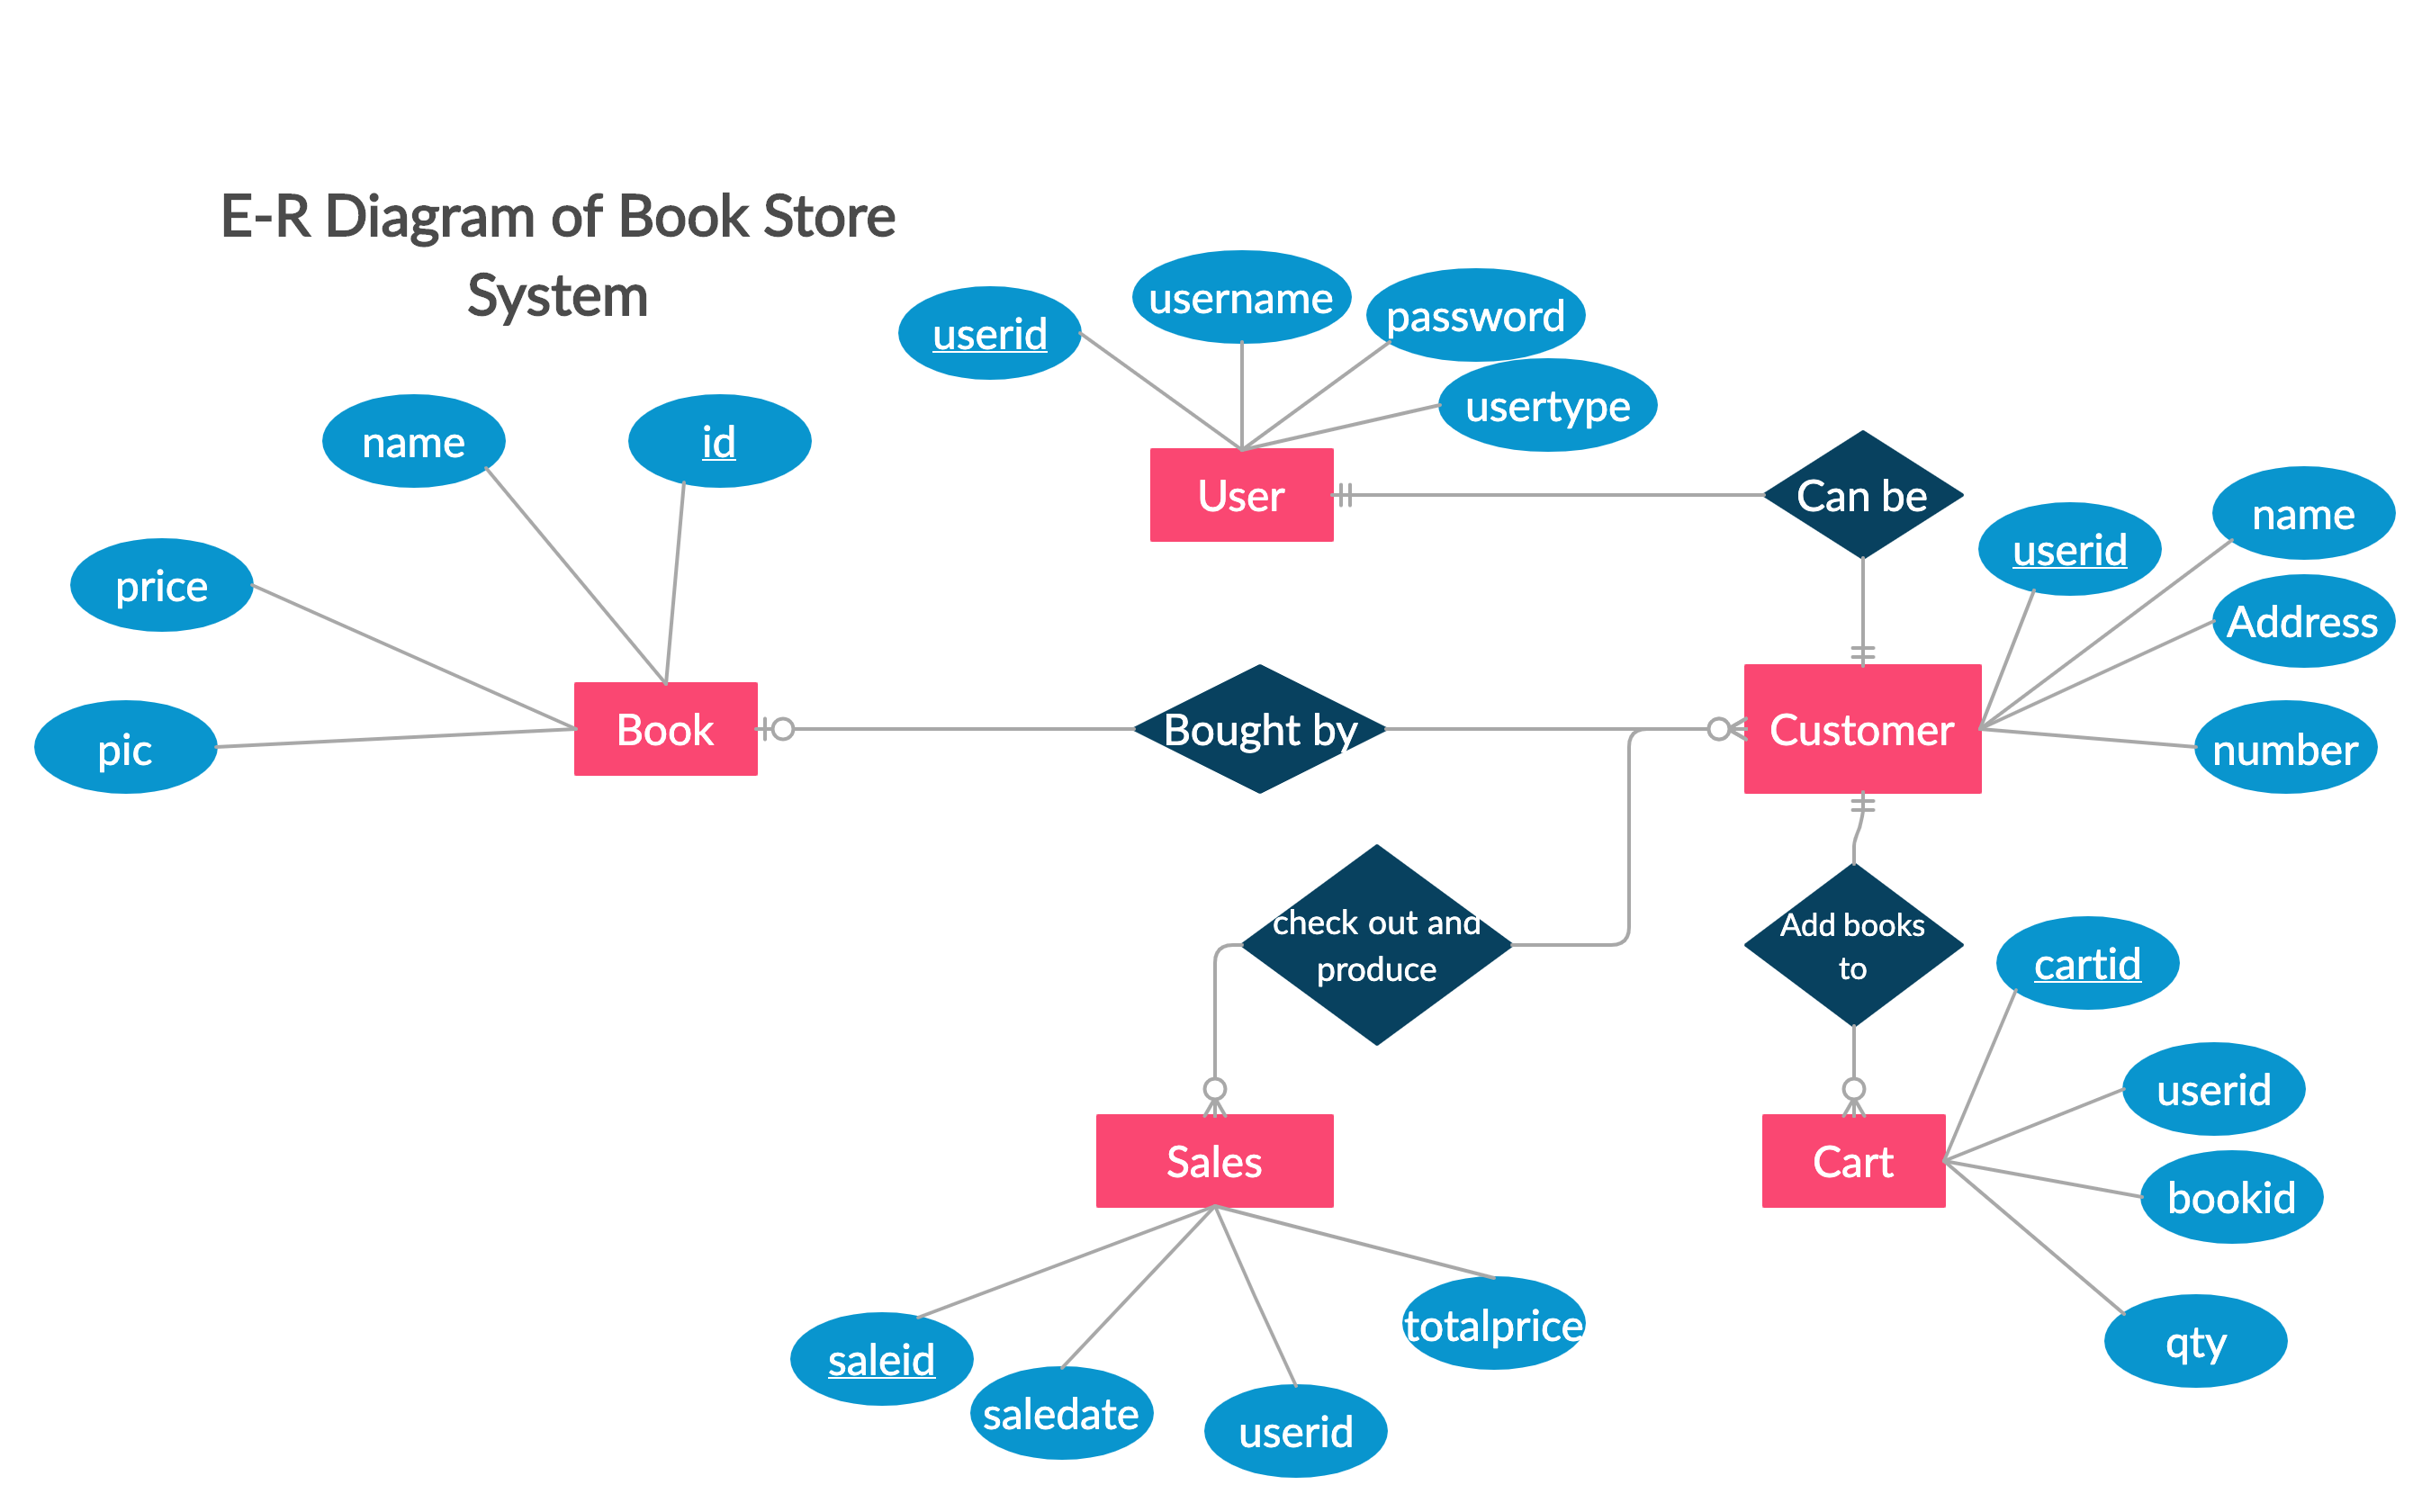 E-R Diagram of Book Store
System
username
password
userid
usertype
name
id
User
Can be
name
userid
price
Address
Book
Bought by
Customer
pic
number
check out and
produce
Add books
to
cartid
userid
Sales
Cart
bookid
totalprice
qty
saleid
saledate
userid